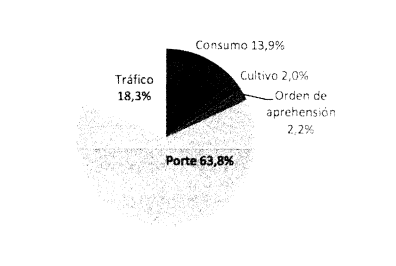 Consumo 13,9%
Cultivo 2,0%
Orden de
aprehensión
2,2%
Tráfico
18,3%
Porte 63,8%